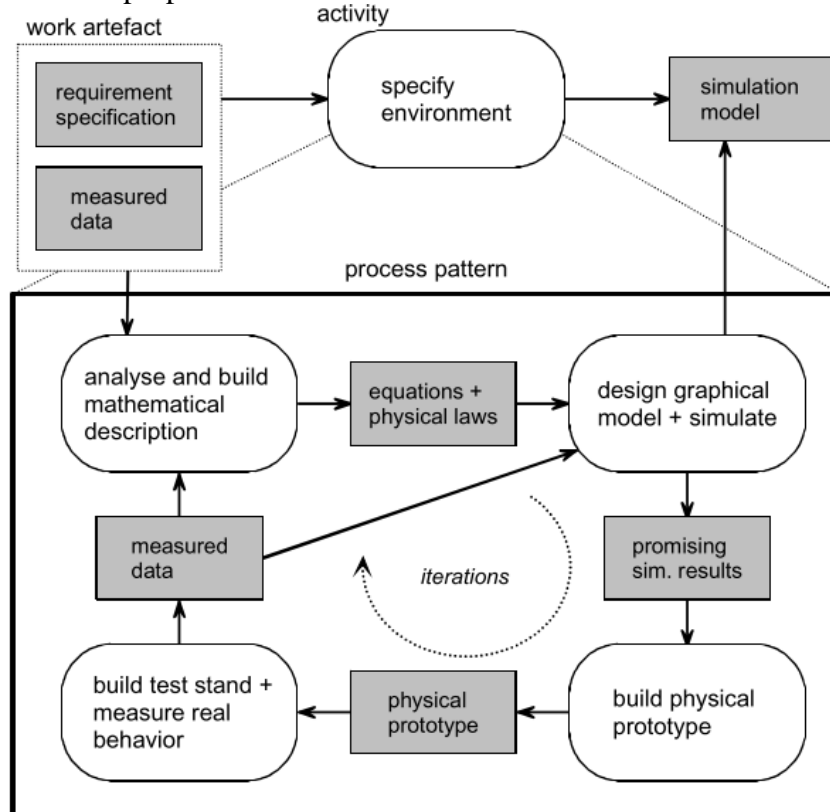 activity
work artefact
requirement
specification
measured
data
specify
environment
simulation
model
process pattern
analyse and build
mathematical
description
equations +
physical laws
design graphical
model + simulate
measured
data
iterations
promising
sim. results
build test stand +
measure real
behavior
physical
prototype
build physical
prototype